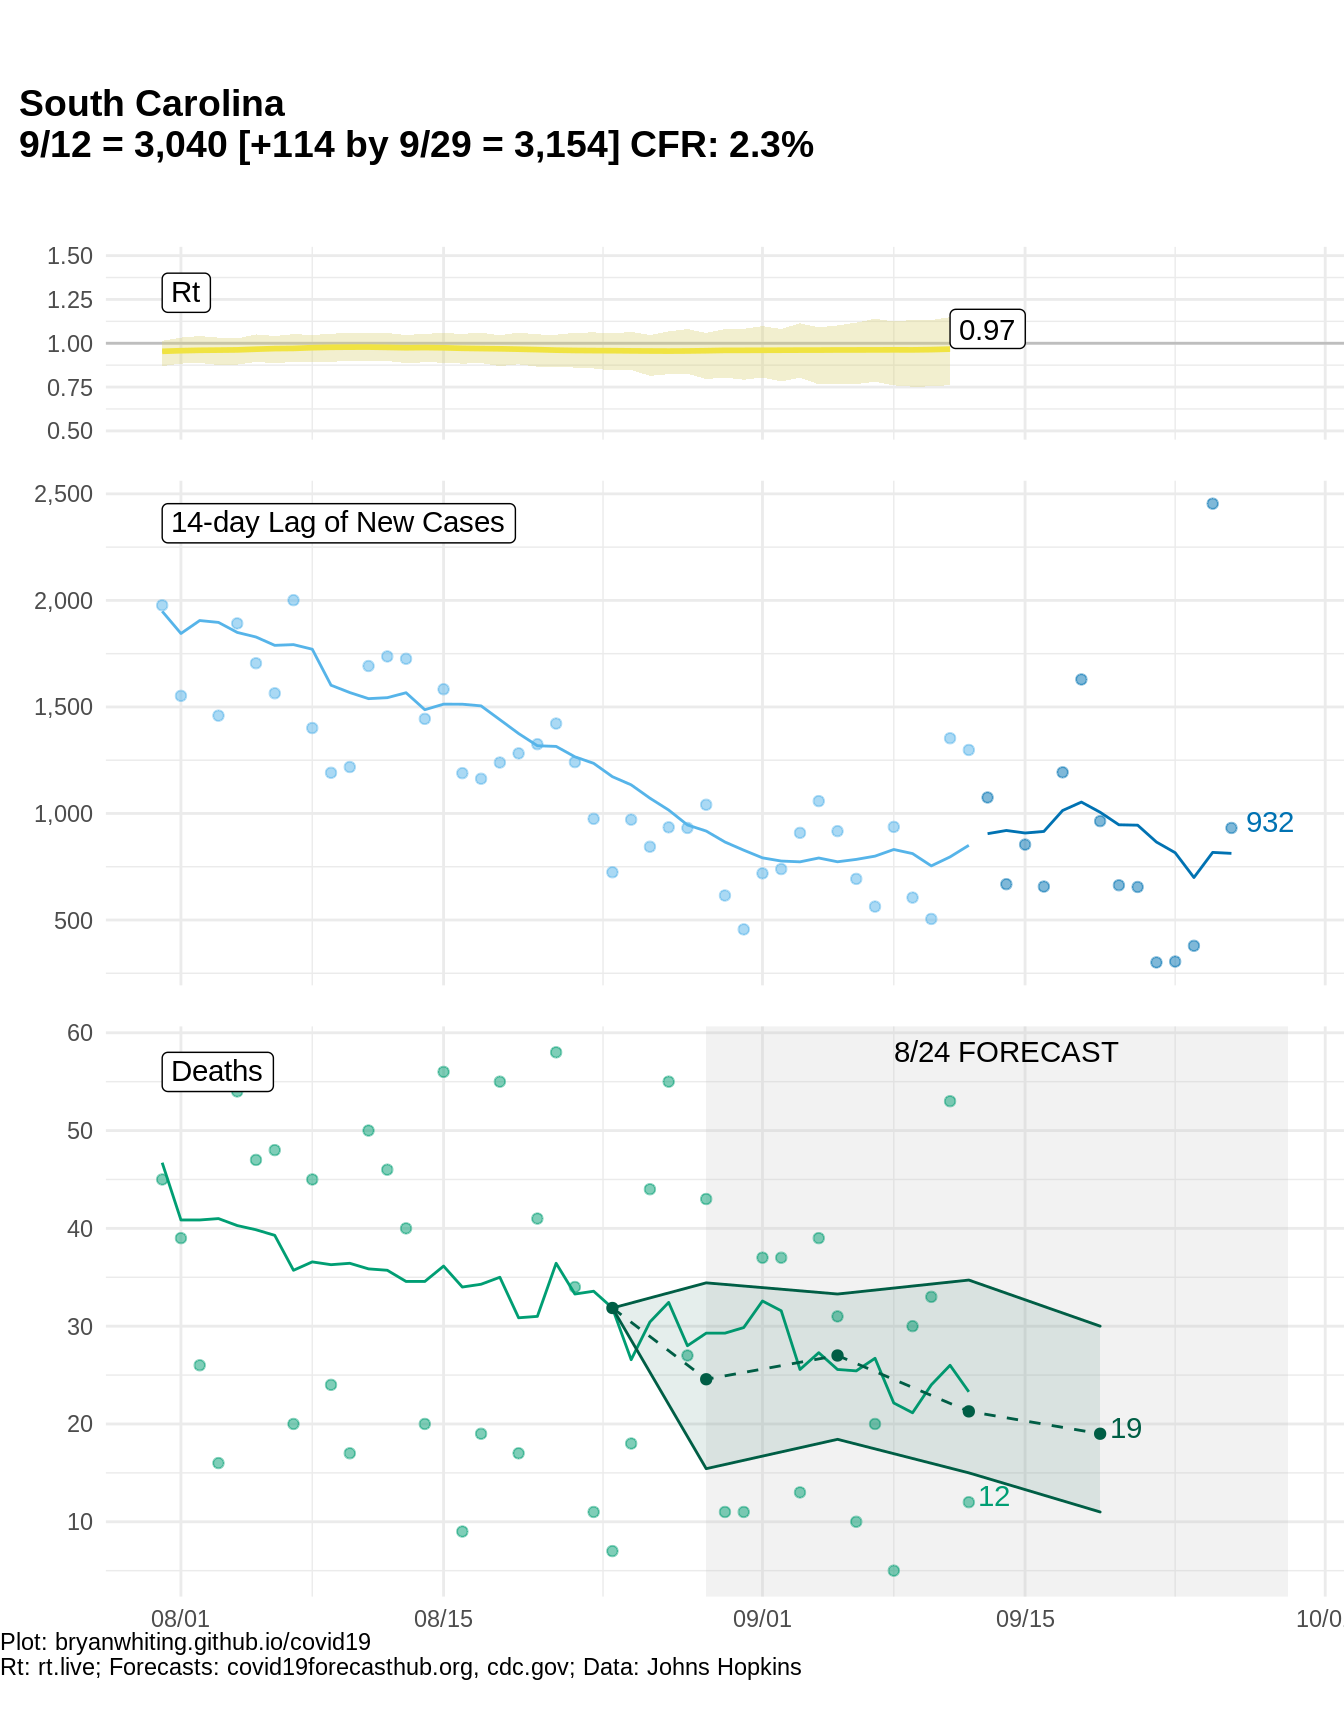 South Carolina
9/12 = 3,040 [+114 by 9/29 = 3,154] CFR: 2.3%
1.50
Rt
1.25
0.97
1.00
0.75
0.50
2,500
14-day Lag of New Cases
2,000
1,500
1,000
932
500
60
8/24 FORECAST
Deaths
50
40
30
20
19
12
10
08/01 08/15 09/01 09/15 10/0
Plot: bryanwhiting.github.io/covid19
Rt: rt.live; Forecasts: covid19forecasthub.org, cdc.gov; Data: Johns Hopkins